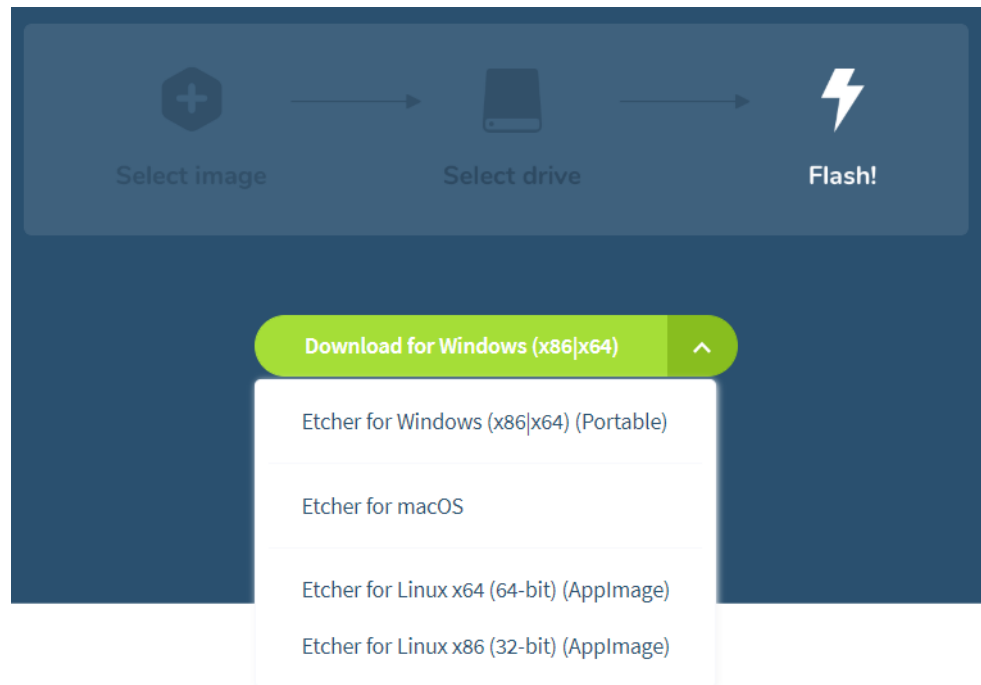 Select image
Select drive
Flash!
Download for Windows (x86|x64)
Etcher for Windows (x86|x64) (Portable)
Etcher for macOS
Etcher for Linux x64 (64-bit) (AppImage)
Etcher for Linux x86 (32-bit) (AppImage)